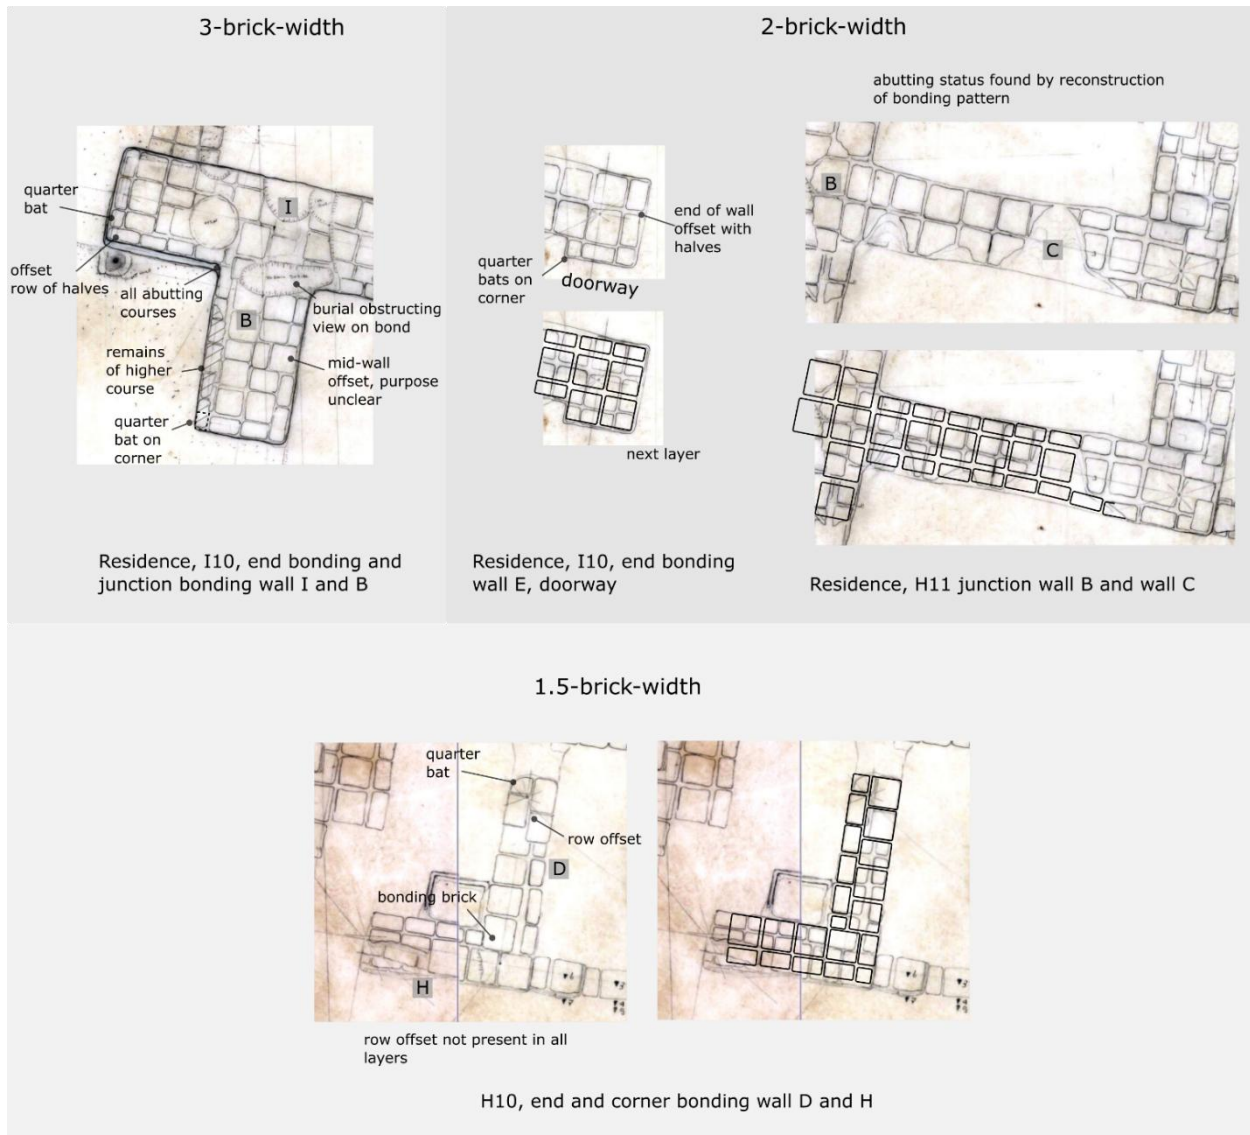 3-brick-width
quarter
bat
I
offset
row of halves
all abutting
courses
B
burial obstructing
view on bond
remains
of higher
course
mid-wall
offset, purpose
unclear
quarter
bat on
corner
Residence, I10, end bonding and
junction bonding wall I and B
2-brick-width
end of wall
offset with
halves
quarter
bats on
corner
doorway
next layer
Residence, I10, end bonding
wall E, doorway
abutting status found by reconstruction
of bonding pattern
B
C
Residence, H11 junction wall B and wall C
1.5-brick-width
quarter
bat
row offset
D
bonding brick
H
row offset not present in all
layers
H10, end and corner bonding wall D and H